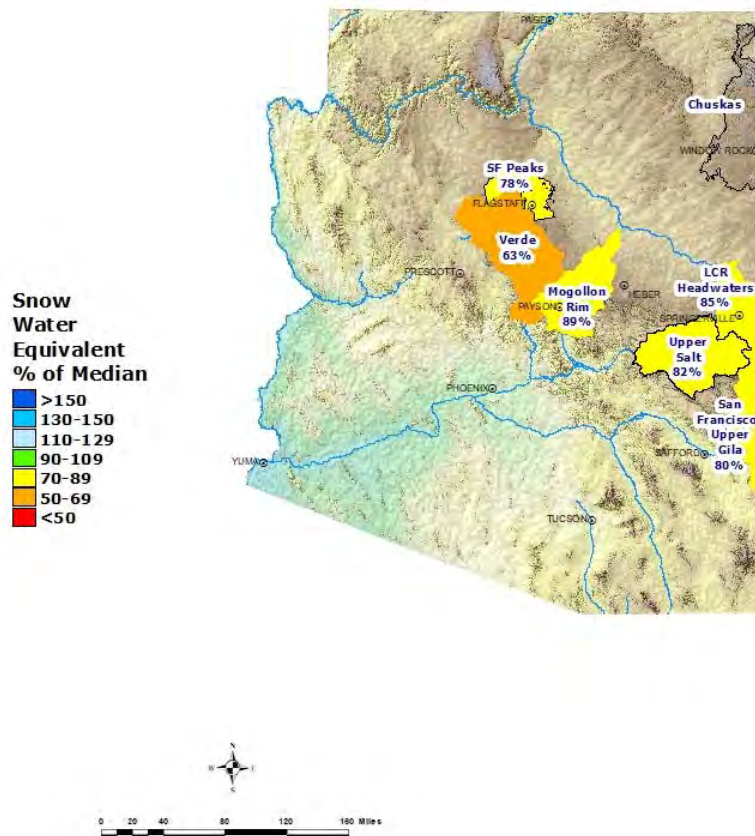 PAGE
Chuskas
WINDOW ROCK
SF Peaks
78%
FLAGSTAFF
Verde
63%
PRESCOTT
Mogollon
Rim
89%
PAYSON
HEBER
LCR
Headwaters
85%
SPRINGERVILLE
Upper
Salt
82%
Snow
Water
Equivalent
% of Median
>150
130-150
110-129
90-109
70-89
50-69
<50
PHOENIX
San
Francisco
Upper
Gila
80%
YUMA
SAFFORD
TUCSON
N
W E
S
0 20 40 80 120 160 Miles